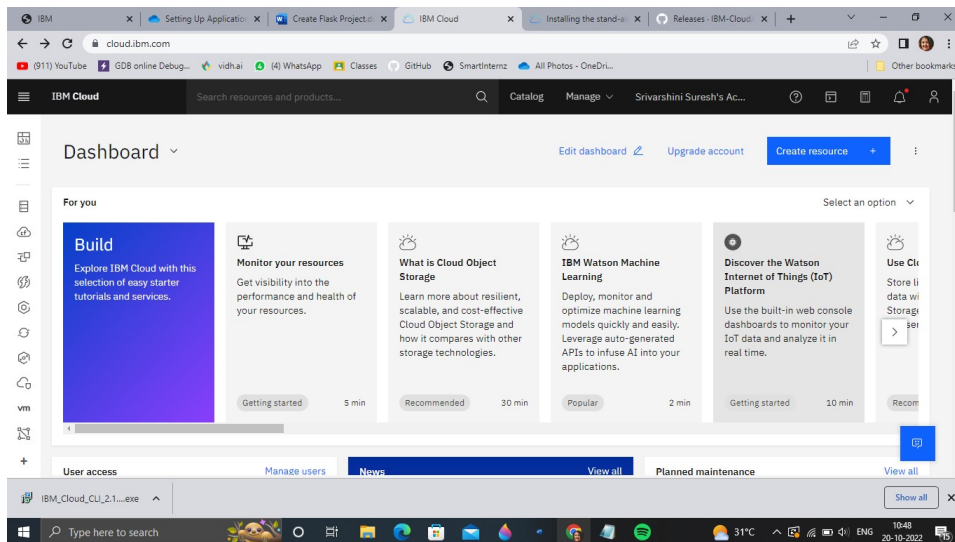 IBM
Setting Up Application
Create Flask Project.d
IBM Cloud
Installing the stand-a
Releases · IBM-Cloud
cloud.ibm.com
(911) YouTube
GDB online Debug...
vidh.ai
(4) WhatsApp
Classes
GitHub
SmartInternz
All Photos - OneDri...
Other bookmarks
IBM Cloud
Search resources and products...
Catalog
Manage
Srivarshini Suresh's Ac...
Dashboard
Edit dashboard
Upgrade account
Create resource +
For you
Select an option
Build
Explore IBM Cloud with this
selection of easy starter
tutorials and services.
Monitor your resources
Get visibility into the
performance and health of
your resources.
Getting started
5 min
What is Cloud Object
Storage
Learn more about resilient,
scalable, and cost-effective
Cloud Object Storage and
how it compares with other
storage technologies.
Recommended
30 min
IBM Watson Machine
Learning
Deploy, monitor and
optimize machine learning
models quickly and easily.
Leverage auto-generated
APIs to infuse AI into your
applications.
Popular
2 min
Discover the Watson
Internet of Things (IoT)
Platform
Use the built-in web console
dashboards to monitor your
IoT data and analyze it in
real time.
Getting started
10 min
Use Clo
Store li
data wi
Storage
ser
Recom
vm
User access
Manage users
News
View all
Planned maintenance
View all
IBM_Cloud_CLI_2.1....exe
Show all
Type here to search
31°C
ENG
10:48
20-10-2022